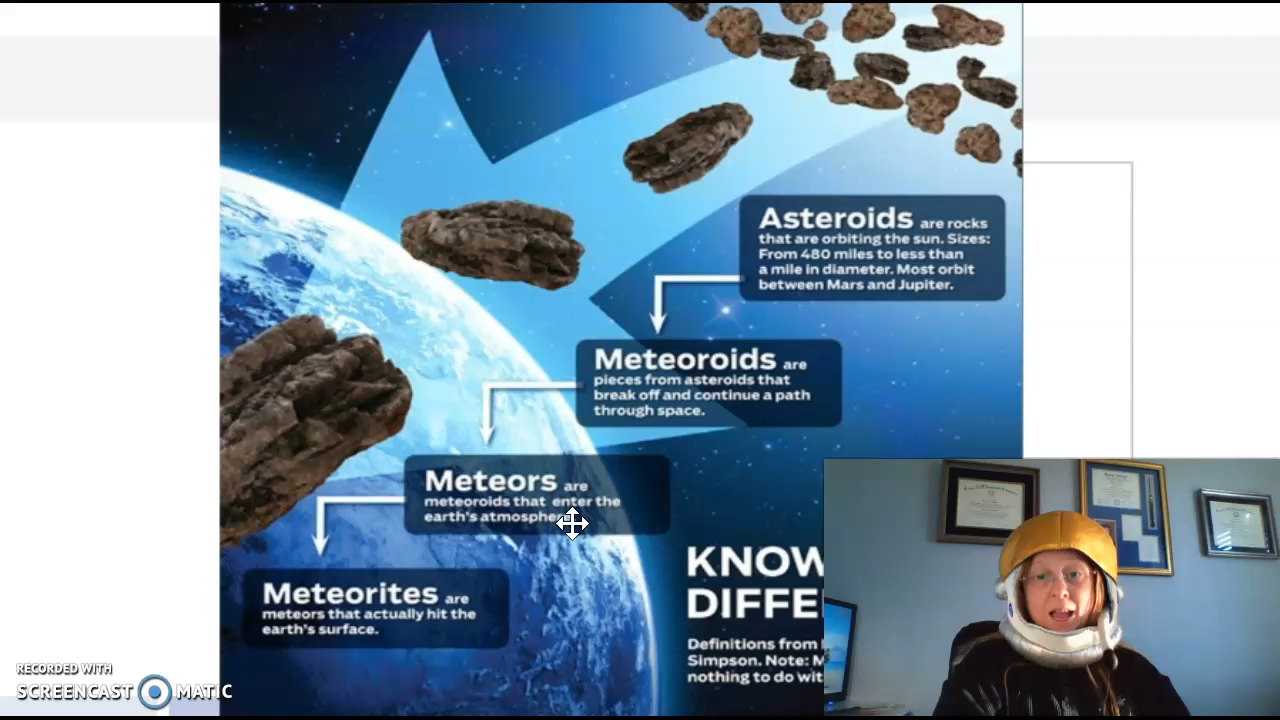 Asteroids are rocks
that are orbiting the sun. Sizes:
From 480 miles to less than
a mile in diameter. Most orbit
between Mars and Jupiter.
Meteoroids are
pieces from asteroids that
break off and continue a path
through space.
Meteors are
meteoroids that enter the
earth's atmosphe
Meteorites are
meteors that actually hit the
earth's surface.
KNOW
DIFFE
Definitions from
Simpson. Note: M
nothing to do wit
RECORDED WITH
SCREENCAST MATIC